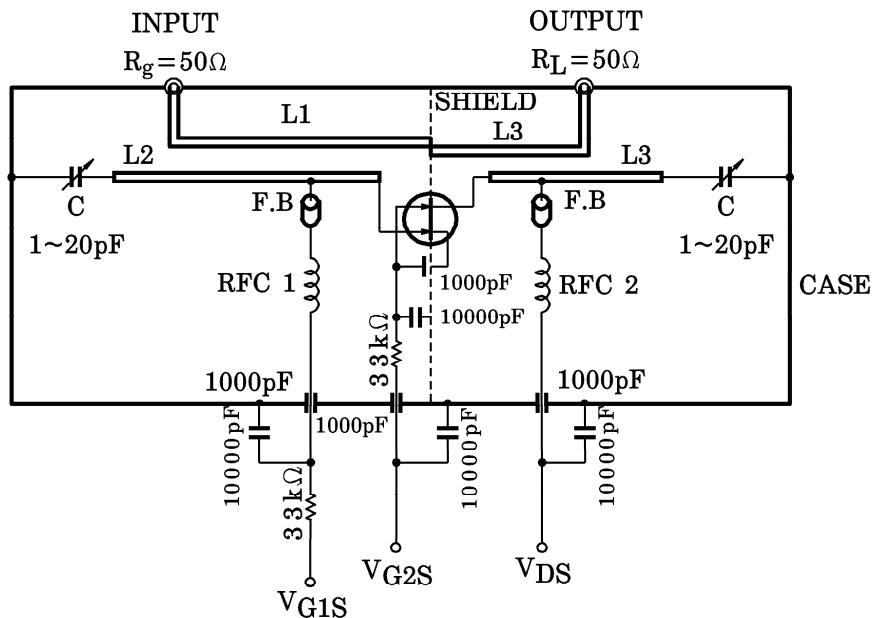 INPUT
Rg=50Ω
OUTPUT
RL=50Ω
SHIELD
L1
L3
L2
L3
C
1~20pF
F.B
F.B
C
1~20pF
RFC 1
1000pF
RFC 2
CASE
10000pF
33kΩ
1000pF
1000pF
1000pF
10000pF
10000pF
10000pF
33kΩ
VG1S
VG2S
VDS